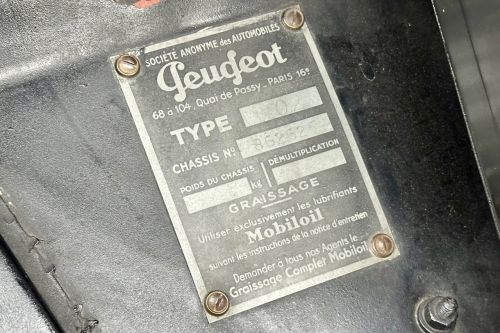 SOCIÉTÉ ANONYME des AUTOMOBILES
Peugeot
68 à 104, Quai de Passy - PARIS 16e
TYPE
CHASSIS No
POIDS DU CHASSIS kg DÉMULTIPLICATION
GRAISSAGE
Utiliser exclusivement les lubrifiants
Mobiloil
suivant les instructions de la notice d'entretien
Demander à tous nos Agents le
Graissage Complet Mobiloil